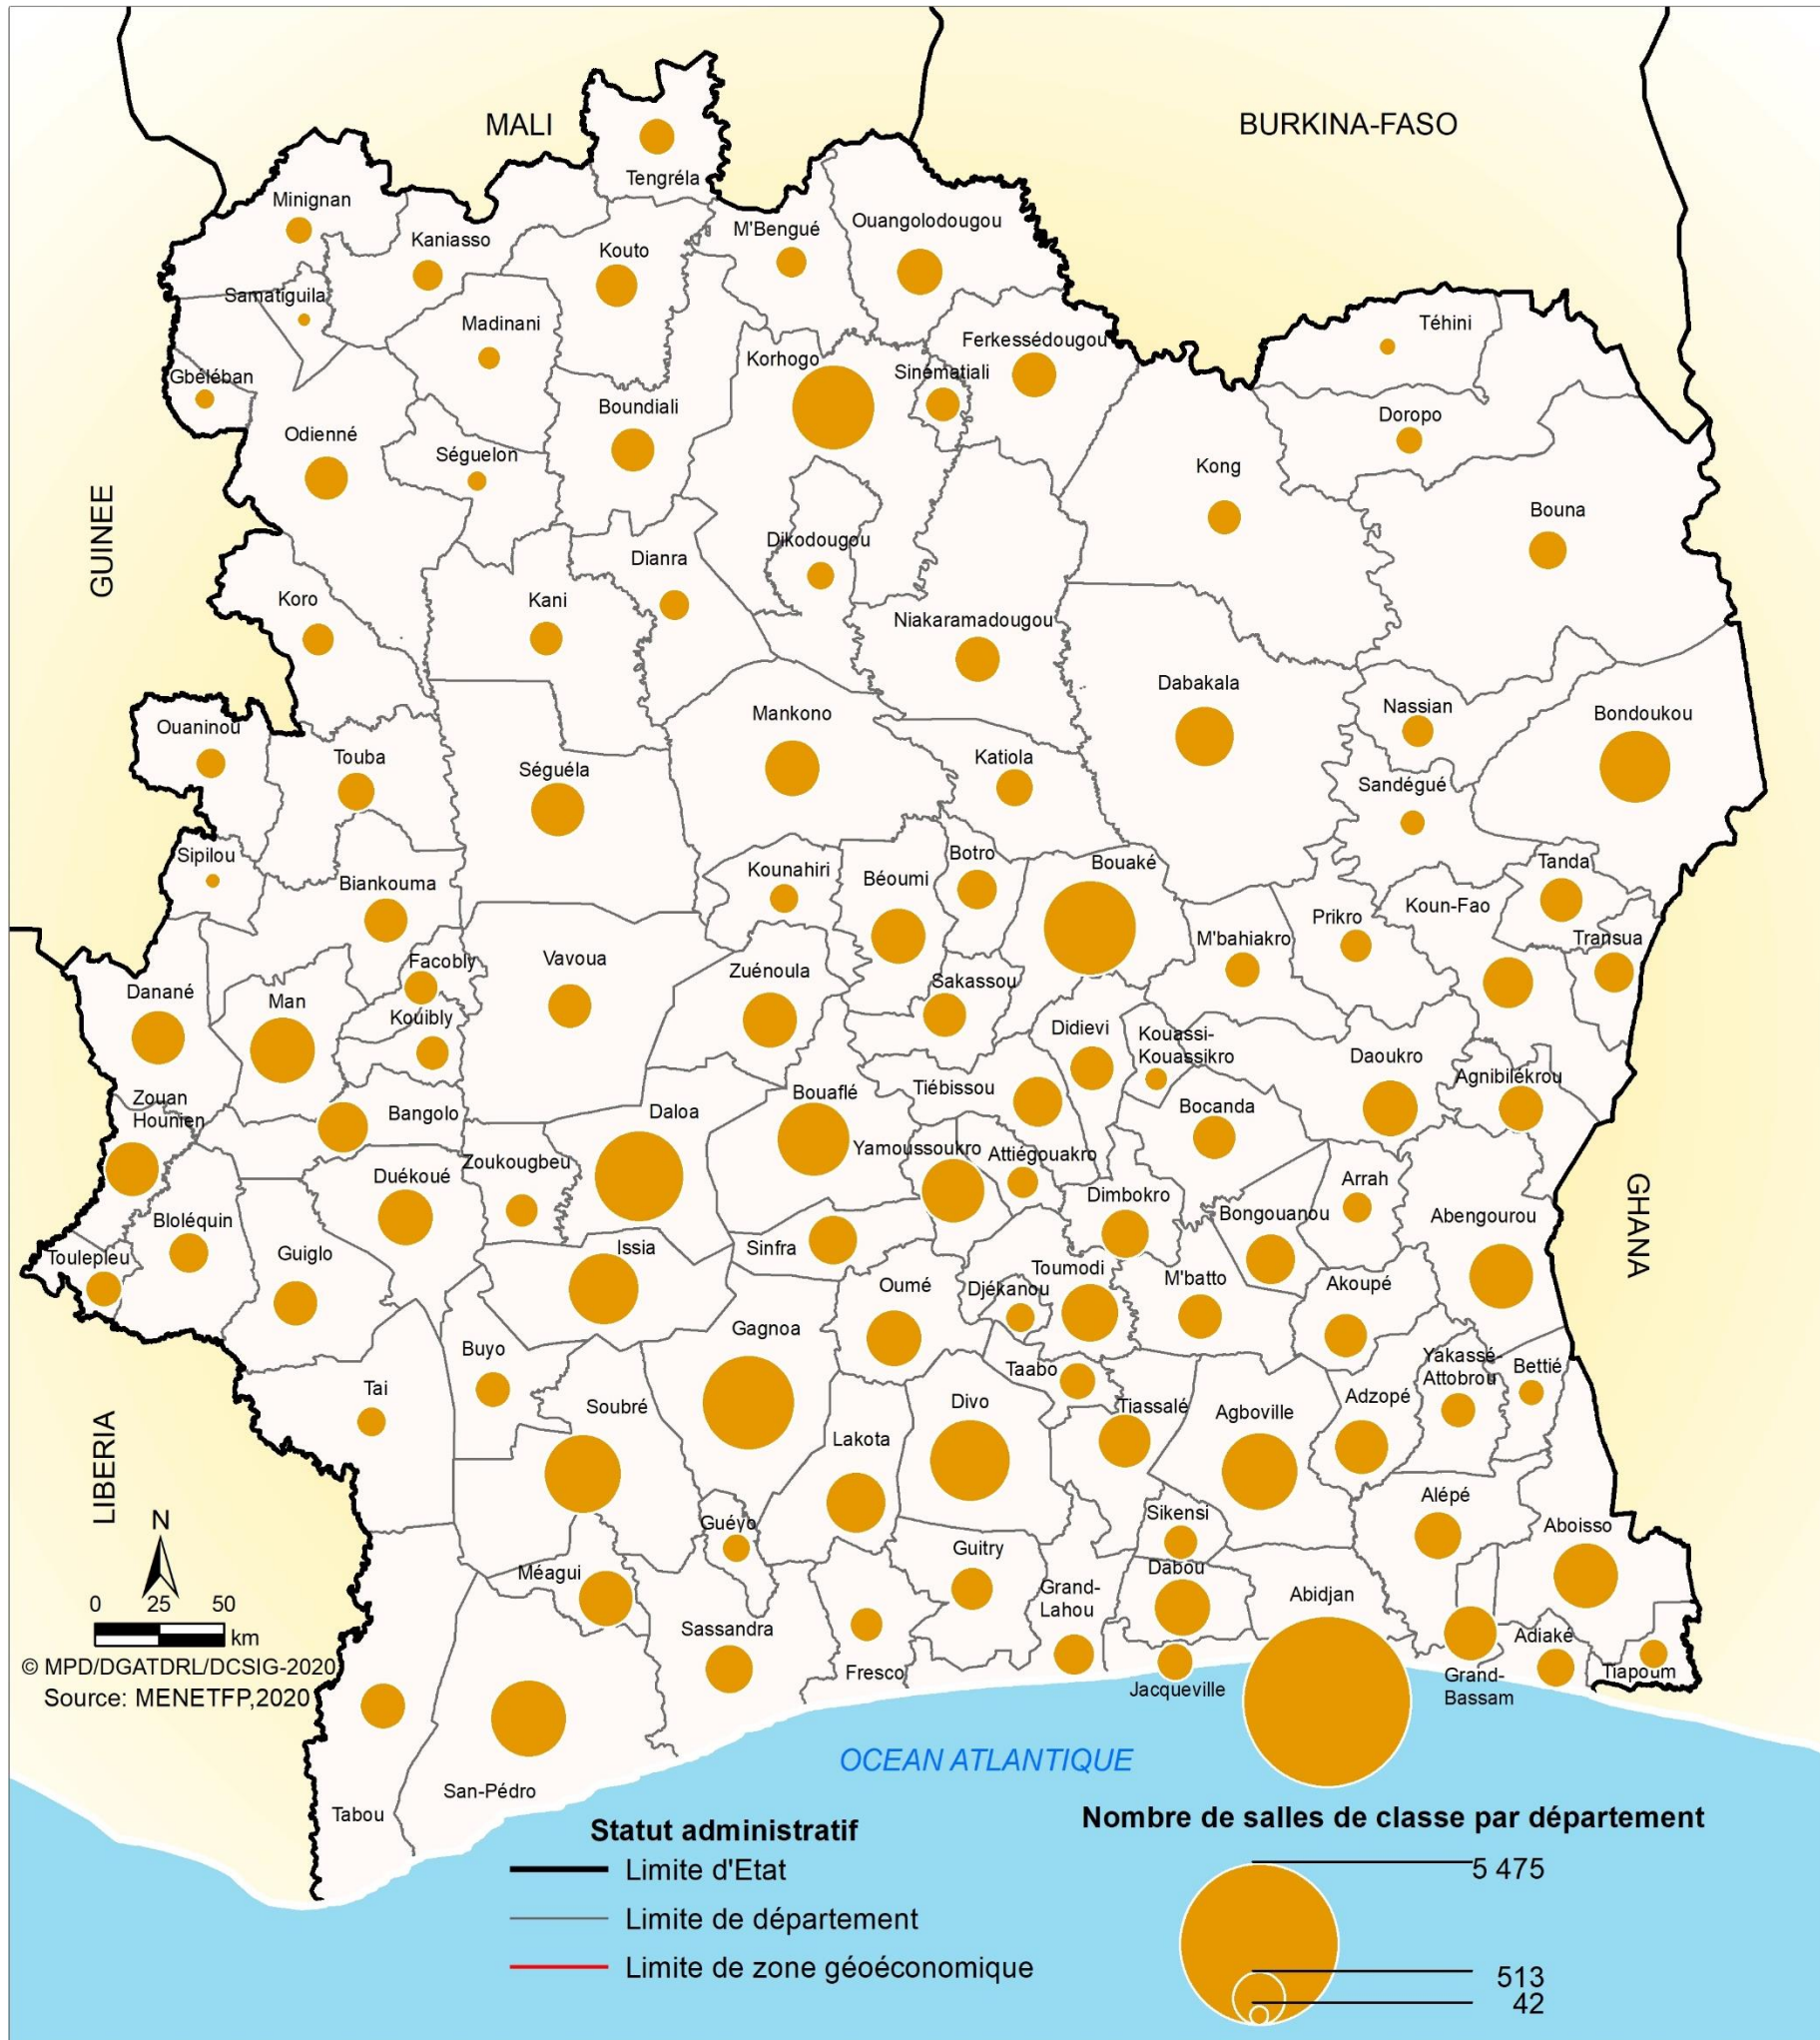 MALI
BURKINA-FASO
Tengréla
Minignan
Ouangolodougou
M'Bengué
Kaniasso
Kouto
Samatiguila
Madinani
Téhini
Ferkessédougou
Korhogo
Sinématiali
Gbéléban
Boundiali
Doropo
Odienné
Séguelon
Kong
GUINEE
Bouna
Dikodougou
Dianra
Koro
Kani
Niakaramadougou
Dabakala
Nassian
Bondoukou
Mankono
Ouaninou
Touba
Séguéla
Katiola
Sandégué
Sipilou
Botro
Bouaké
Tanda
Kounahiri
Béoumi
Biankouma
Koun-Fao
Prikro
M'bahiakro
Transua
Facobly
Vavoua
Zuénoula
Sakassou
Danané
Man
Kouibly
Didievi
Kouassi-
Kouassikro
Daoukro
Agnibilékrou
Zouan
Hounien
Bangolo
Daloa
Bouaflé
Tiébissou
Bocanda
Yamoussoukro
Attiégouakro
Zoukougbeu
Duékoué
Arrah
GHANA
Dimbokro
Bongouanou
Abengourou
Bloléquin
Toulepleu
Guiglo
Issia
Sinfra
Toumodi
M'batto
Oumé
Djékanou
Akoupé
Gagnoa
Buyo
Taabo
Yakassé-
Attobrou
Bettié
Tai
Soubré
Divo
Tiassalé
Agboville
Adzopé
LIBERIA
Lakota
Alépé
Sikensi
Aboisso
Guéyo
N
Méagui
Guitry
Dabou
Grand-
Lahou
Abidjan
0 25 50
km
Sassandra
Adiaké
Fresco
Jacqueville
Grand-
Bassam
Tiapoum
© MPD/DGATDRL/DCSIG-2020
Source: MENETFP,2020
OCEAN ATLANTIQUE
San-Pédro
Tabou
Statut administratif
Limite d'Etat
Limite de département
Limite de zone géoéconomique
Nombre de salles de classe par département
5 475
513
42